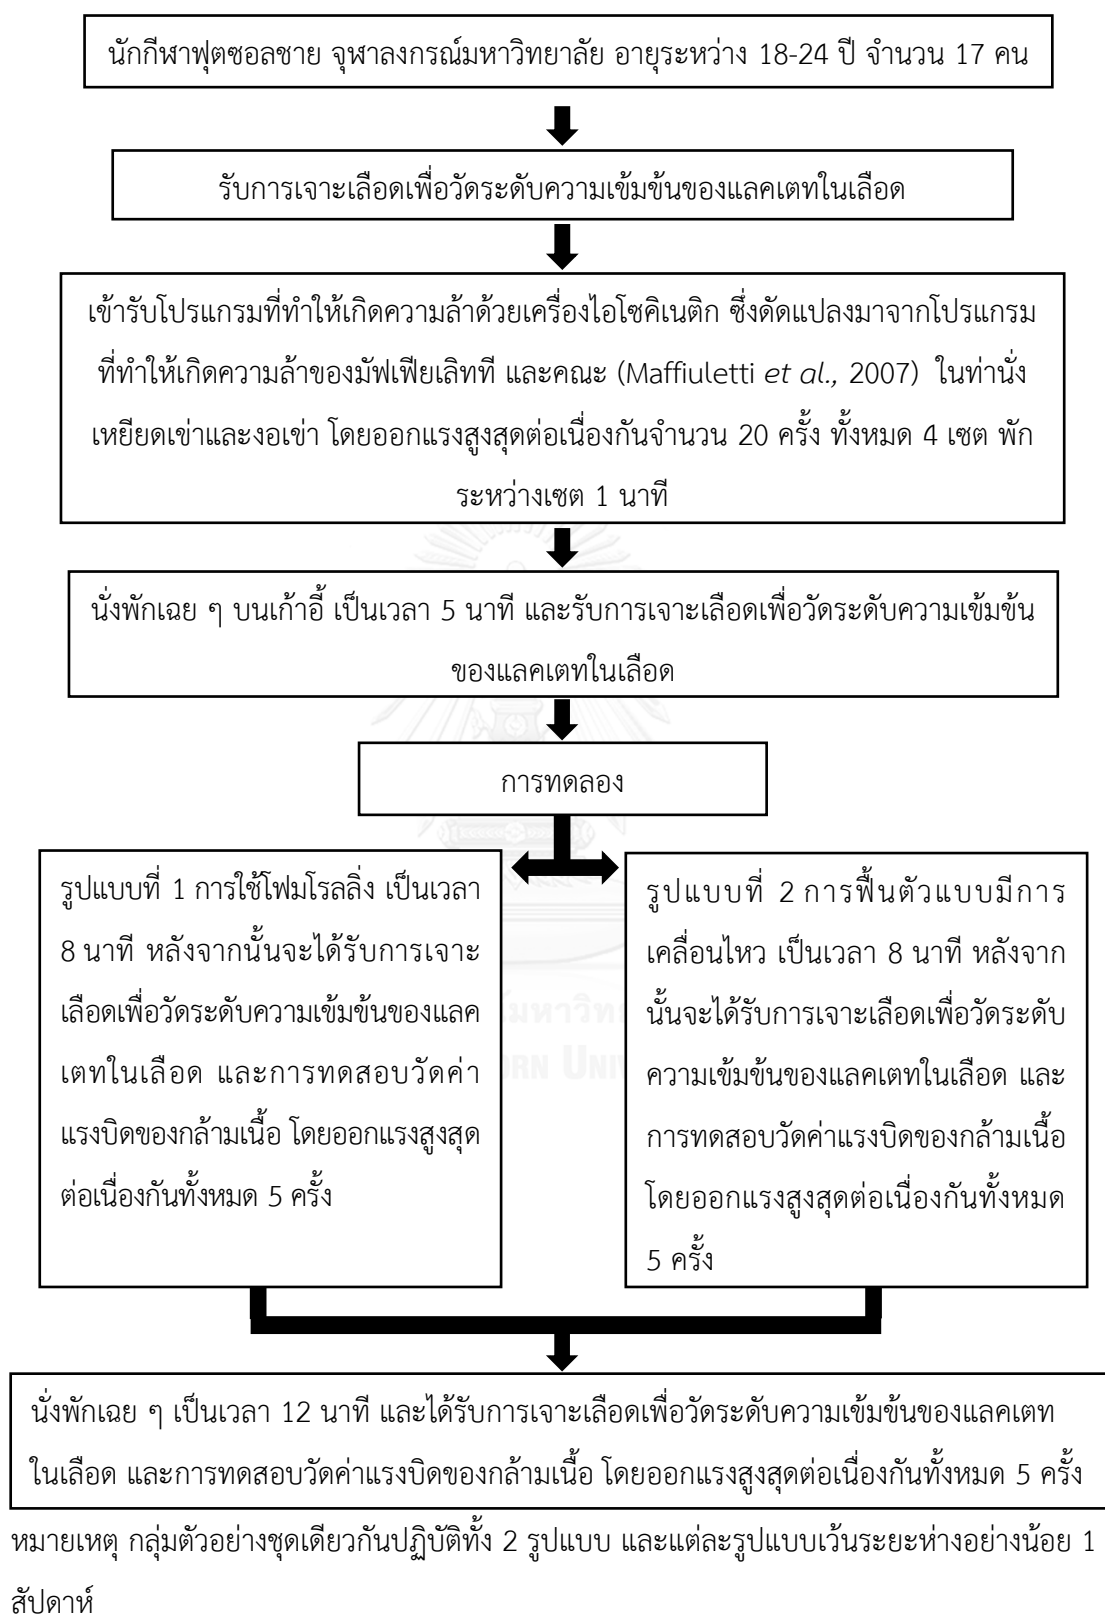 นักกีฬาฟุตซอลชาย จุฬาลงกรณ์มหาวิทยาลัย อายุระหว่าง 18-24 ปี จำนวน 17 คน
รับการเจาะเลือดเพื่อวัดระดับความเข้มข้นของแลคเตทในเลือด
เข้ารับโปรแกรมที่ทำให้เกิดความล้าด้วยเครื่องไอโซคิเนติก ซึ่งดัดแปลงมาจากโปรแกรม
ที่ทำให้เกิดความล้าของมัฟเฟียเลิทที และคณะ (Maffiuletti et al., 2007) ในท่านั่ง
เหยียดเข่าและงอเข่า โดยออกแรงสูงสุดต่อเนื่องกันจำนวน 20 ครั้ง ทั้งหมด 4 เซต พัก
ระหว่างเซต 1 นาที
นั่งพักเฉย ๆ บนเก้าอี้ เป็นเวลา 5 นาที และรับการเจาะเลือดเพื่อวัดระดับความเข้มข้น
ของแลคเตทในเลือด
การทดลอง
รูปแบบที่ 1 การใช้โฟมโรลลิ่ง เป็นเวลา
8 นาที หลังจากนั้นจะได้รับการเจาะ
เลือดเพื่อวัดระดับความเข้มข้นของแลค
เตทในเลือด และการทดสอบวัดค่า
แรงบิดของกล้ามเนื้อ โดยออกแรงสูงสุด
ต่อเนื่องกันทั้งหมด 5 ครั้ง
รูปแบบที่ 2 การฟื้นตัวแบบมีการ
เคลื่อนไหว เป็นเวลา 8 นาที หลังจาก
นั้นจะได้รับการเจาะเลือดเพื่อวัดระดับ
ความเข้มข้นของแลคเตทในเลือด และ
การทดสอบวัดค่าแรงบิดของกล้ามเนื้อ
โดยออกแรงสูงสุดต่อเนื่องกันทั้งหมด
5 ครั้ง
นั่งพักเฉย ๆ เป็นเวลา 12 นาที และได้รับการเจาะเลือดเพื่อวัดระดับความเข้มข้นของแลคเตท
ในเลือด และการทดสอบวัดค่าแรงบิดของกล้ามเนื้อ โดยออกแรงสูงสุดต่อเนื่องกันทั้งหมด 5 ครั้ง
หมายเหตุ กลุ่มตัวอย่างชุดเดียวกันปฏิบัติทั้ง 2 รูปแบบ และแต่ละรูปแบบเว้นระยะห่างอย่างน้อย 1
สัปดาห์